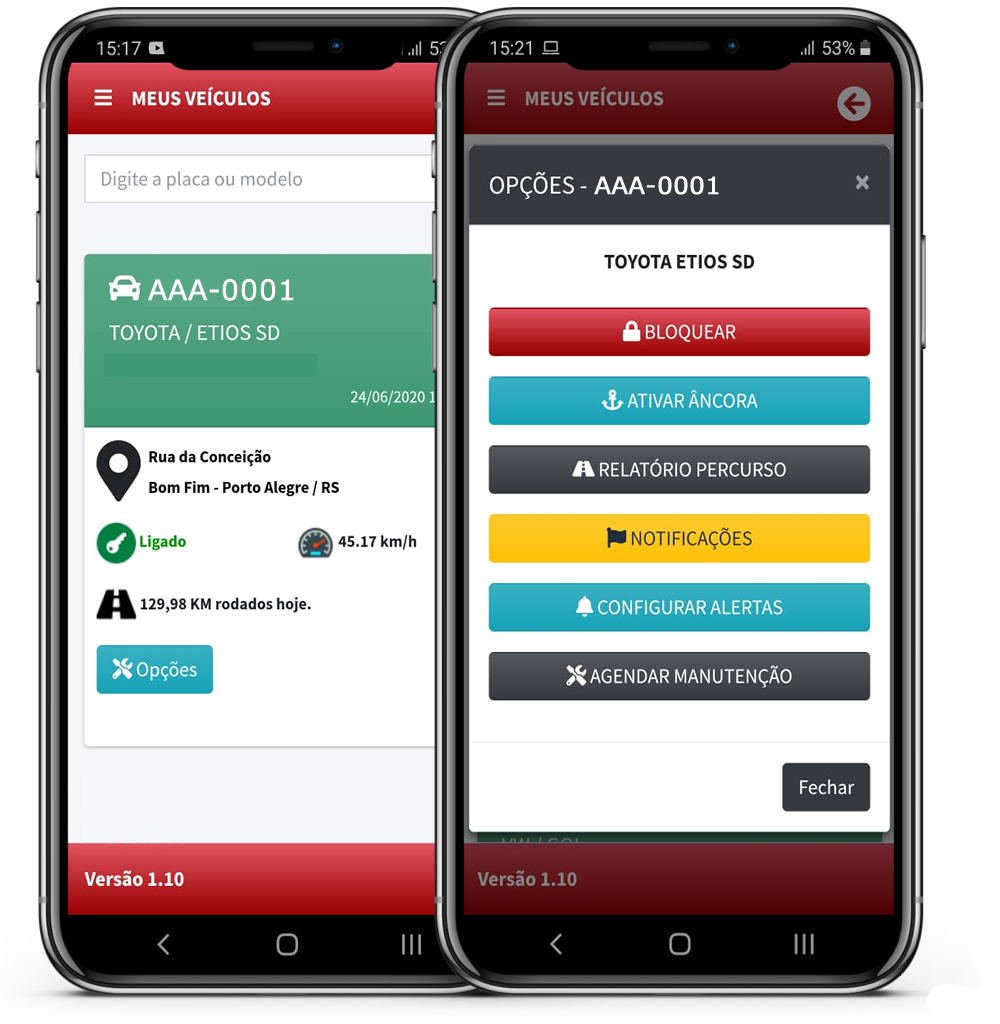 15:17
MEUS VEÍCULOS
Digite a placa ou modelo
AAA-0001
TOYOTA / ETIOS SD
24/06/2020
Rua da Conceição
Bom Fim - Porto Alegre / RS
Ligado
45.17 km/h
129,98 KM rodados hoje.
Opções
Versão 1.10
15:21
53%
MEUS VEÍCULOS
OPÇÕES - AAA-0001
×
TOYOTA ETIOS SD
BLOQUEAR
ATIVAR ÂNCORA
RELATÓRIO PERCURSO
NOTIFICAÇÕES
CONFIGURAR ALERTAS
AGENDAR MANUTENÇÃO
Fechar
Versão 1.10